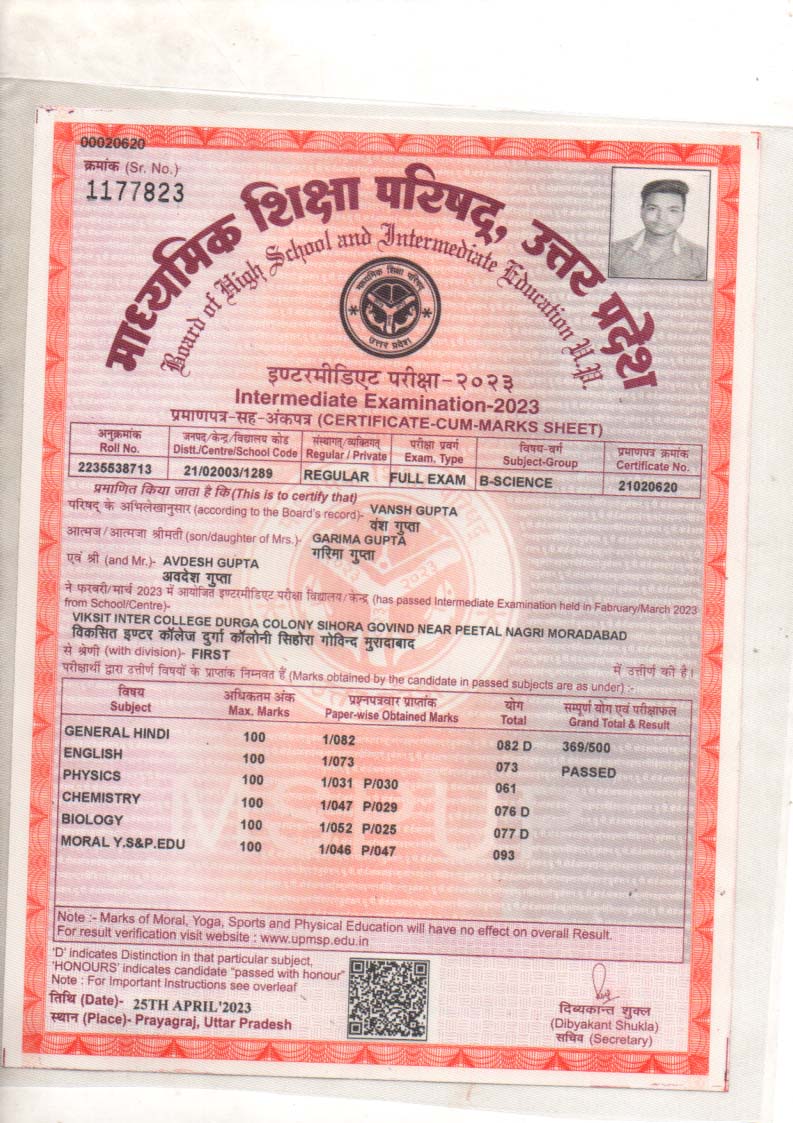 00020620
क्रमांक (Sr. No.)
1177823
माध्यमिक शिक्षा परिषद्, उत्तर प्रदेश
Board of High School and Intermediate Education U.P.
माध्यमिक शिक्षा परिषद्
उत्तर प्रदेश
इण्टरमीडिएट परीक्षा-२०२३
Intermediate Examination-2023
प्रमाणपत्र-सह-अंकपत्र (CERTIFICATE-CUM-MARKS SHEET)
अनुक्रमांक जनपद/केन्द्र/विद्यालय कोड संस्थागत/व्यक्तिगत परीक्षा प्रवर्ग विषय-वर्ग प्रमाणपत्र क्रमांक
Roll No. Distt./Centre/School Code Regular / Private Exam. Type Subject-Group Certificate No.
2235538713 21/02003/1289 REGULAR FULL EXAM B-SCIENCE 21020620
प्रमाणित किया जाता है कि (This is to certify that)
परिषद् के अभिलेखानुसार (according to the Board's record)- VANSH GUPTA
वंश गुप्ता
आत्मज/आत्मजा श्रीमती (son/daughter of Mrs.)- GARIMA GUPTA
गरिमा गुप्ता
एवं श्री (and Mr.)- AVDESH GUPTA
अवदेश गुप्ता
ने फरवरी/मार्च 2023 में आयोजित इण्टरमीडिएट परीक्षा विद्यालय/केन्द्र (has passed Intermediate Examination held in Fabruary/March 2023
from School/Centre)-
VIKSIT INTER COLLEGE DURGA COLONY SIHORA GOVIND NEAR PEETAL NAGRI MORADABAD
विकसित इण्टर कॉलेज दुर्गा कॉलोनी सिहोरा गोविन्द मुरादाबाद
से श्रेणी (with division)- FIRST में उत्तीर्ण की है।
परीक्षार्थी द्वारा उत्तीर्ण विषयों के प्राप्तांक निम्नवत हैं (Marks obtained by the candidate in passed subjects are as under) :-
विषय अधिकतम अंक प्रश्नपत्रवार प्राप्तांक योग सम्पूर्ण योग एवं परीक्षाफल
Subject Max. Marks Paper-wise Obtained Marks Total Grand Total & Result
GENERAL HINDI 100 1/082 082 D 369/500
ENGLISH 100 1/073 073 PASSED
PHYSICS 100 1/031 P/030 061
CHEMISTRY 100 1/047 P/029 076 D
BIOLOGY 100 1/052 P/025 077 D
MORAL Y.S&P.EDU 100 1/046 P/047 093
Note :- Marks of Moral, Yoga, Sports and Physical Education will have no effect on overall Result.
For result verification visit website : www.upmsp.edu.in
'D' indicates Distinction in that particular subject,
'HONOURS' indicates candidate "passed with honour"
Note : For Important Instructions see overleaf
तिथि (Date)- 25TH APRIL'2023
स्थान (Place)- Prayagraj, Uttar Pradesh
दिब्यकान्त शुक्ल
(Dibyakant Shukla)
सचिव (Secretary)